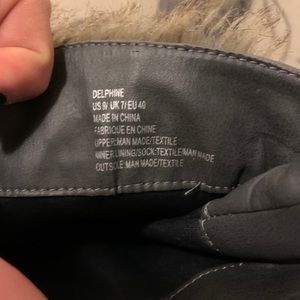 DELPHINE
US 9/ UK 7/ EU 40
MADE IN CHINA
FABRIQUE EN CHINE
UPPER:MAN MADE/TEXTILE
INNER LINING/SOCK:TEXTILE/MAN MADE
OUTSOLE:MAN MADE/TEXTILE